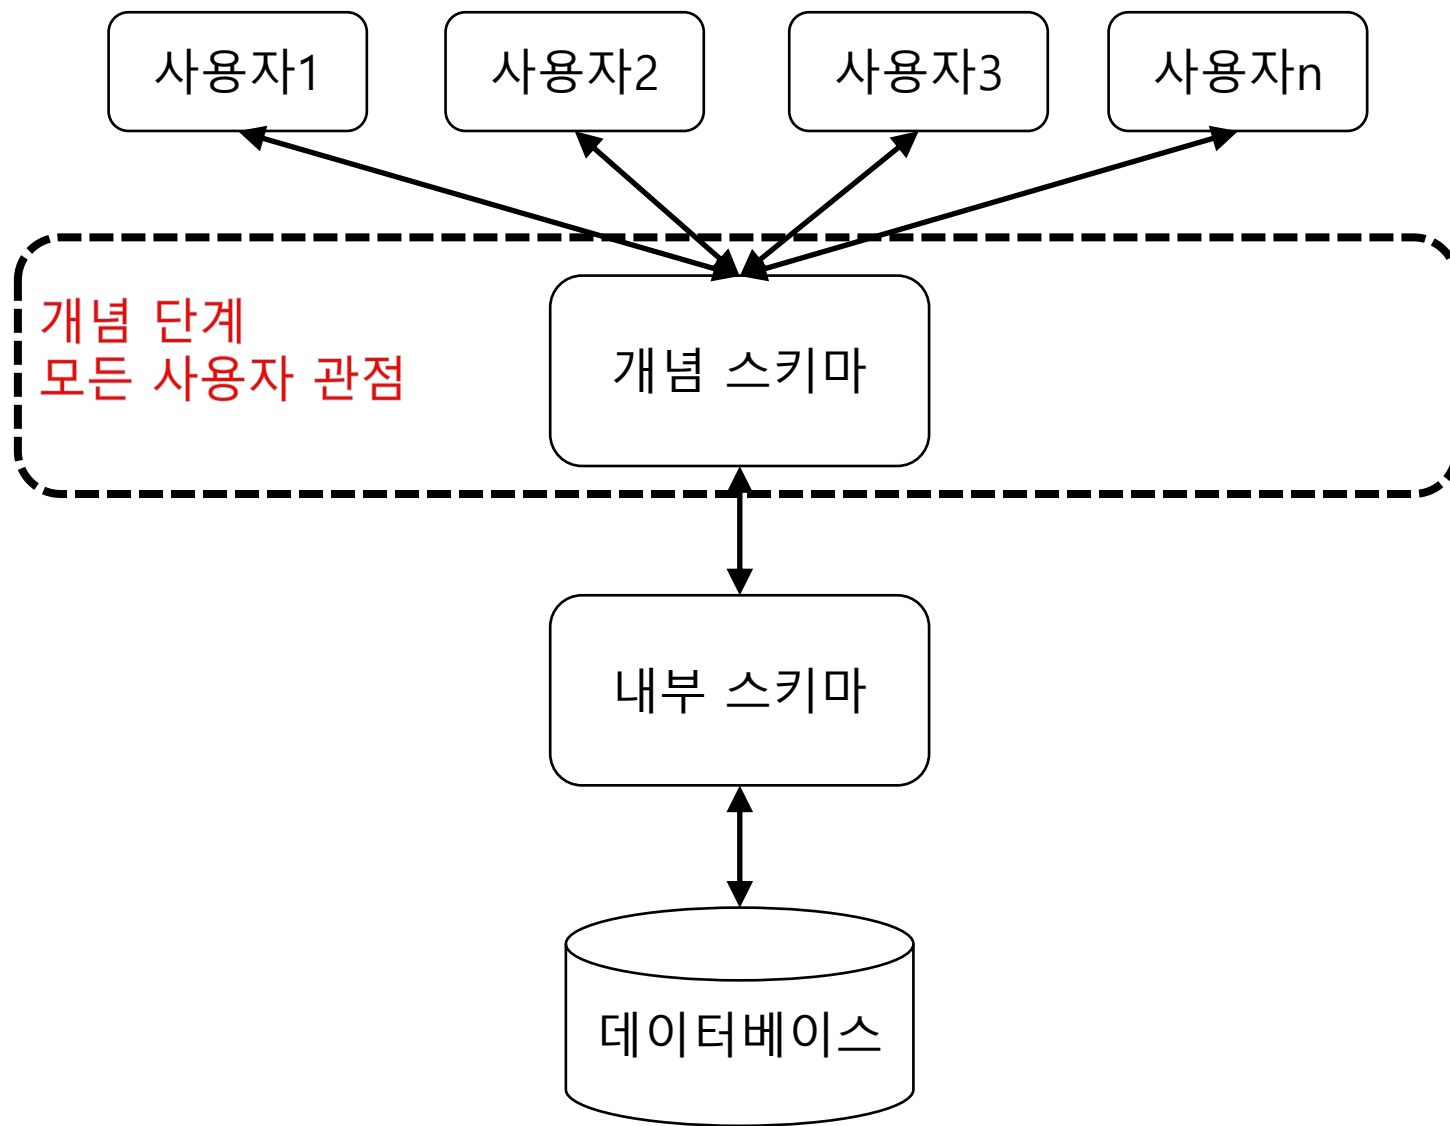 사용자1
사용자2
사용자3
사용자n
개념 단계
모든 사용자 관점
개념 스키마
내부 스키마
데이터베이스